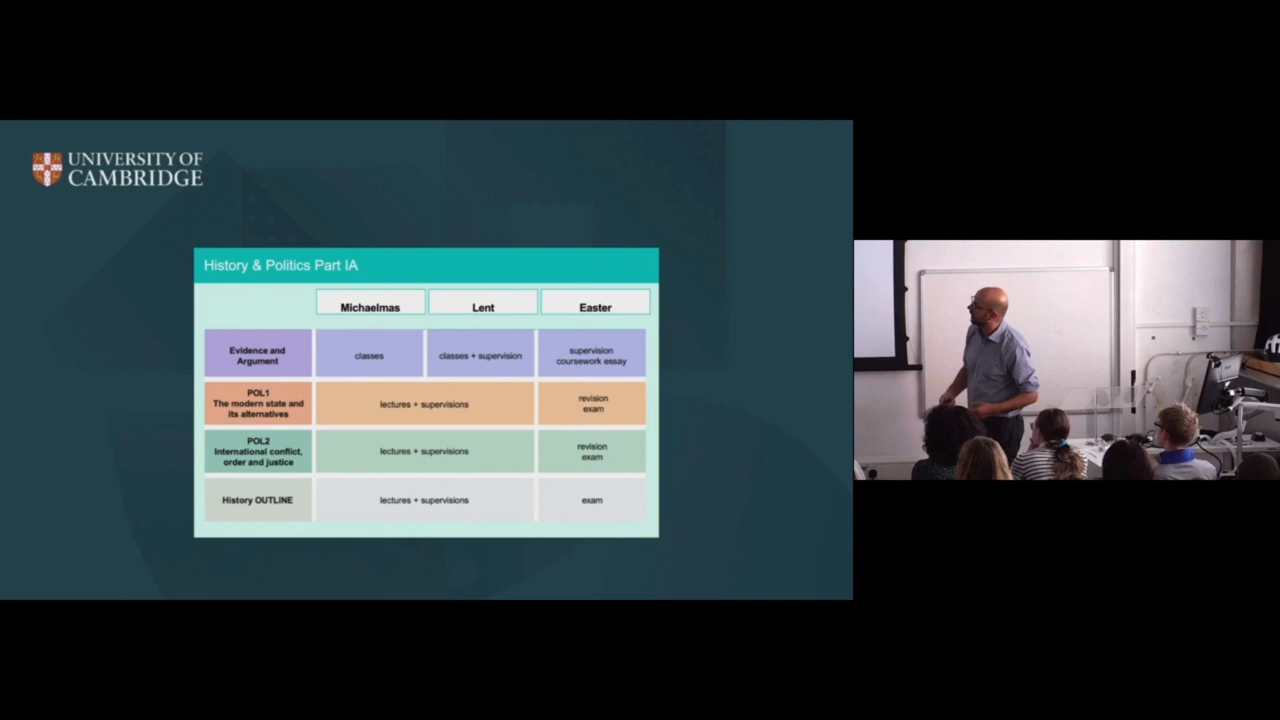 UNIVERSITY OF
CAMBRIDGE
History & Politics Part IA
Michaelmas Lent Easter
Evidence and
Argument
classes
classes + supervision
supervision
coursework essay
POL1
The modern state and
its alternatives
lectures + supervisions
revision
exam
POL2
International conflict,
order and justice
lectures + supervisions
revision
exam
History OUTLINE
lectures + supervisions
exam